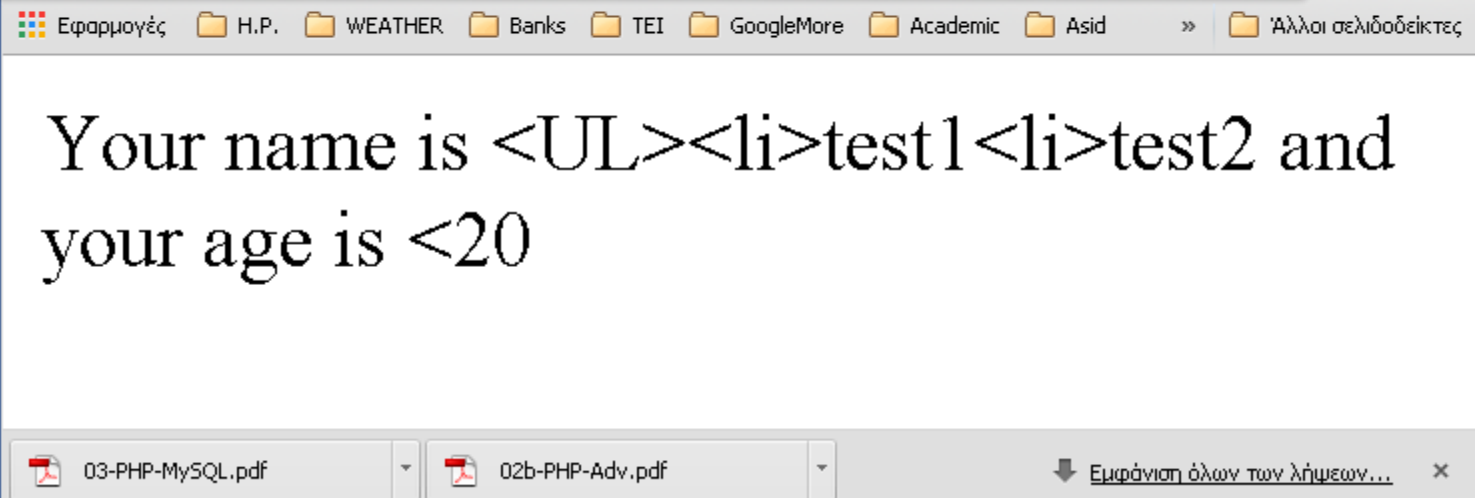 Εφαρμογές H.P. WEATHER Banks TEI GoogleMore Academic Asid » Άλλοι σελιδοδείκτες
Your name is <UL><li>test1<li>test2 and
your age is <20
03-PHP-MySQL.pdf 02b-PHP-Adv.pdf Εμφάνιση όλων των λήψεων... ×